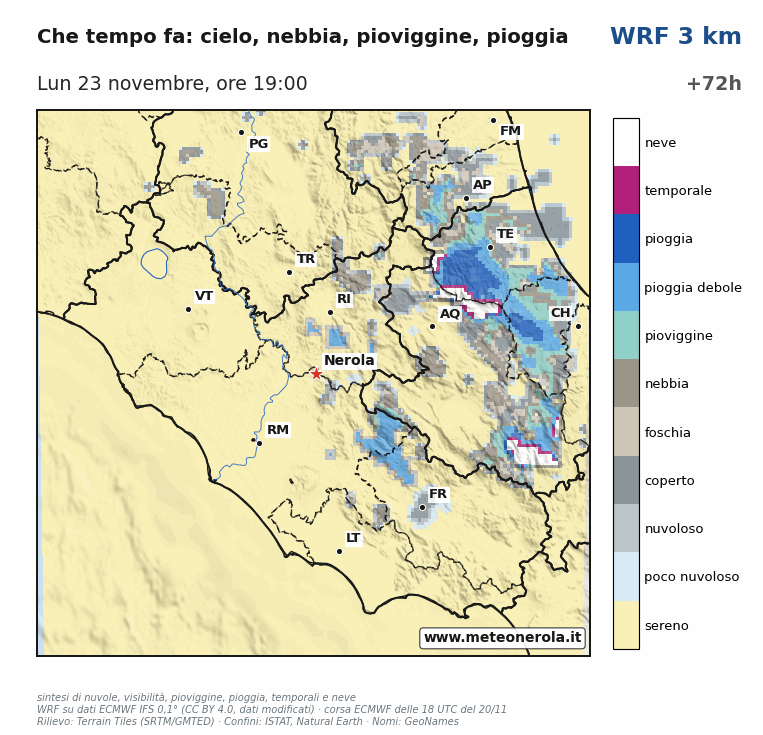 Che tempo fa: cielo, nebbia, pioviggine, pioggia
WRF 3 km
Lun 23 novembre, ore 19:00
+72h
FM
PG
AP
TE
TR
RI
VT
AQ
CH
Nerola
RM
FR
LT
www.meteonerola.it
neve
temporale
pioggia
pioggia debole
pioviggine
nebbia
foschia
coperto
nuvoloso
poco nuvoloso
sereno
sintesi di nuvole, visibilità, pioviggine, pioggia, temporali e neve
WRF su dati ECMWF IFS 0,1° (CC BY 4.0, dati modificati) · corsa ECMWF delle 18 UTC del 20/11
Rilievo: Terrain Tiles (SRTM/GMTED) · Confini: ISTAT, Natural Earth · Nomi: GeoNames